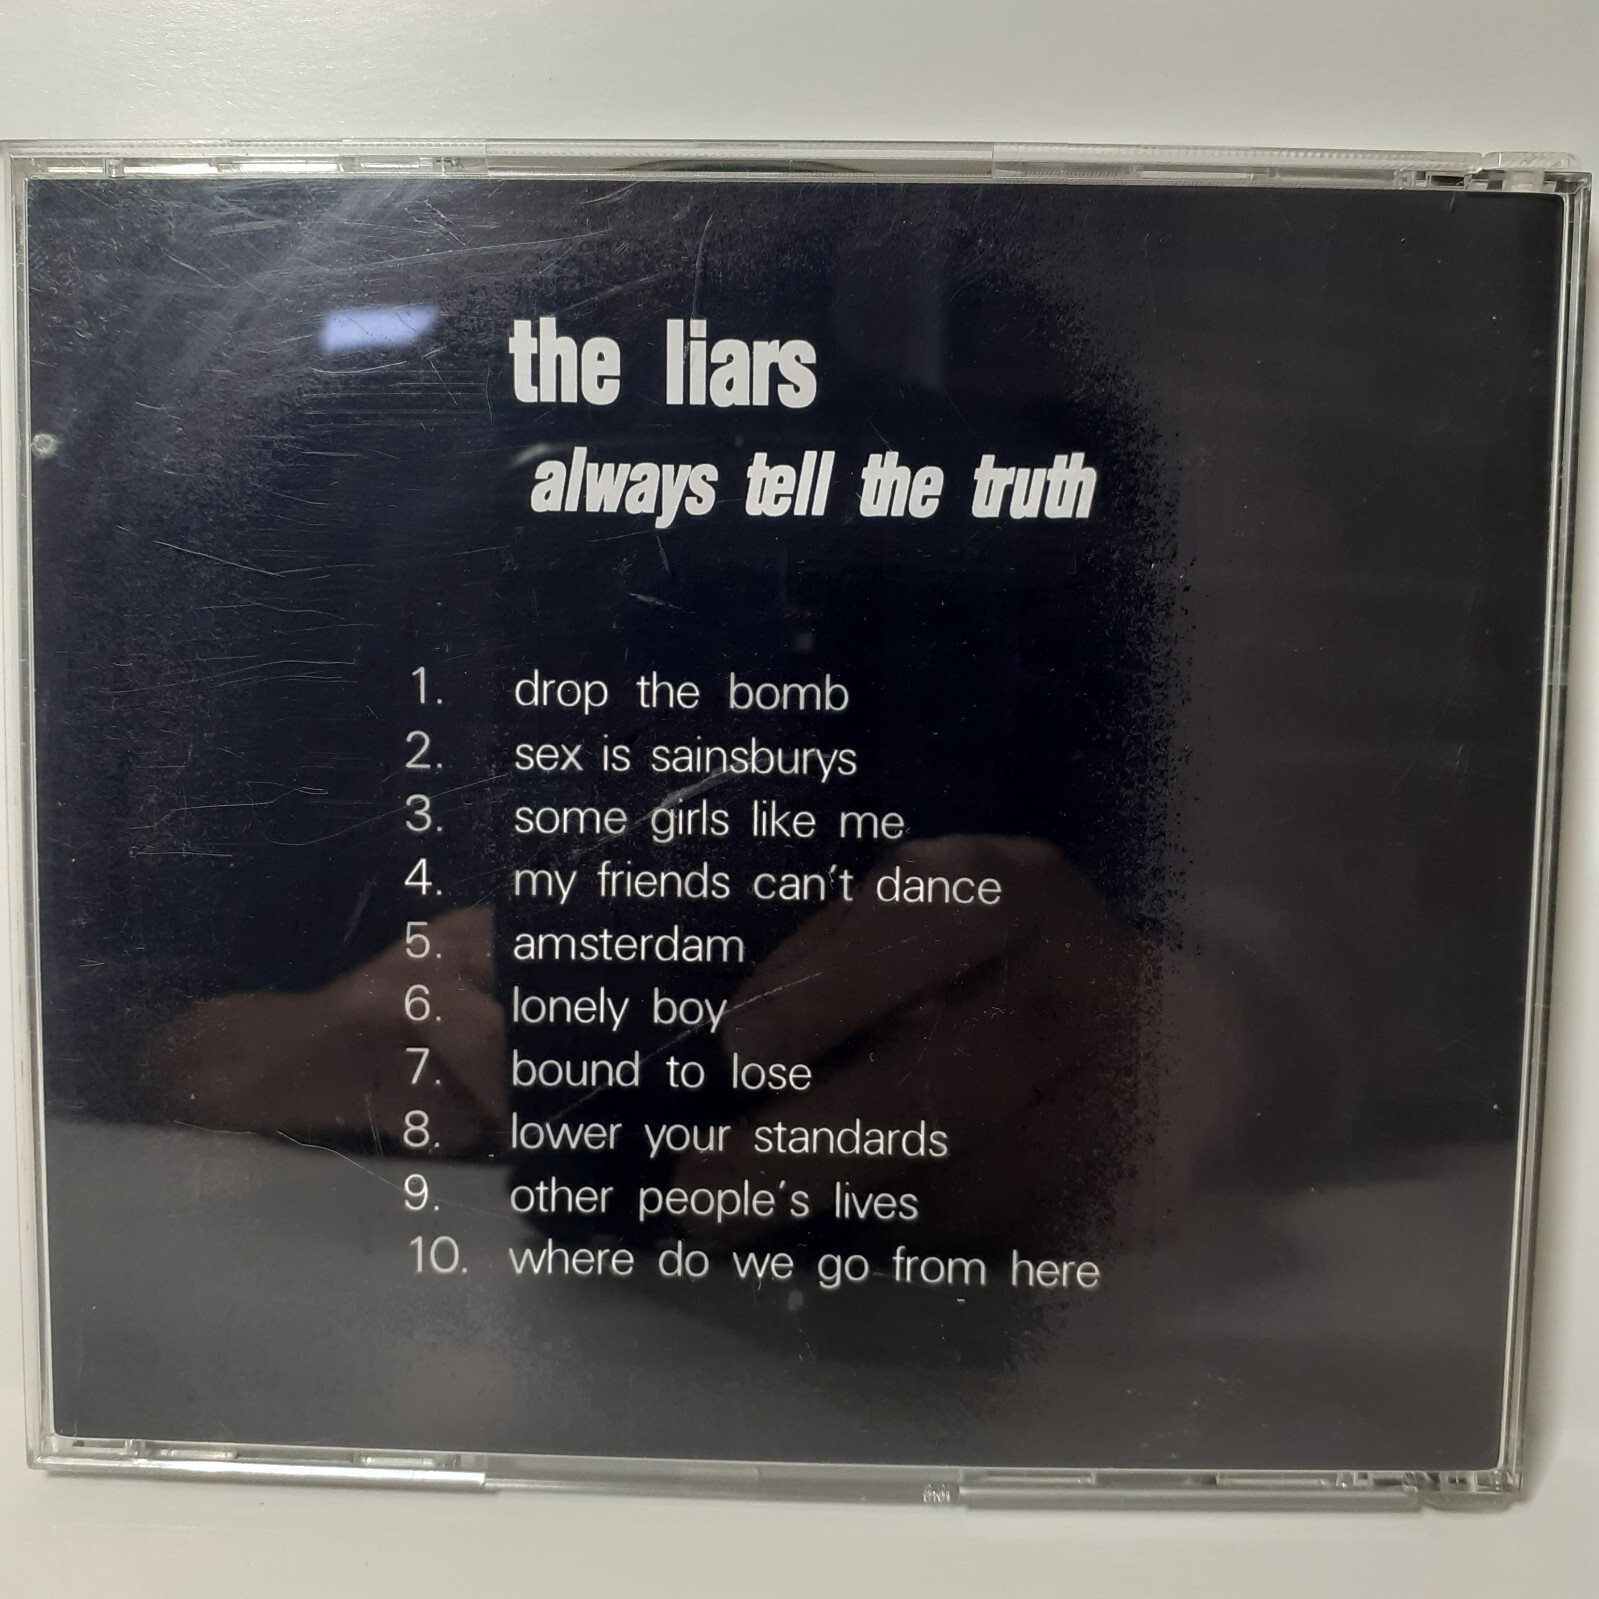 the liars
always tell the truth
1. drop the bomb
2. sex is sainsburys
3. some girls like me
4. my friends can't dance
5. amsterdam
6. lonely boy
7. bound to lose
8. lower your standards
9. other people's lives
10. where do we go from here